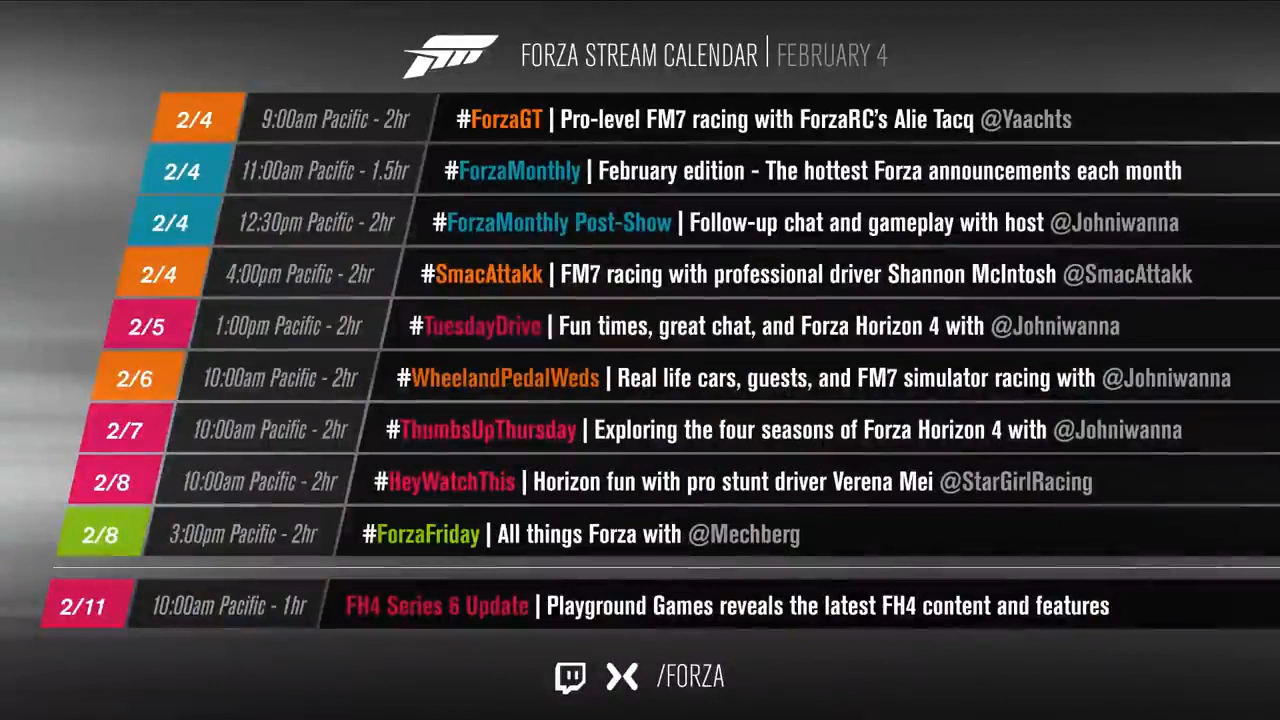 FORZA STREAM CALENDAR | FEBRUARY 4
2/4 9:00am Pacific - 2hr #ForzaGT | Pro-level FM7 racing with ForzaRC's Alie Tacq @Yaachts
2/4 11:00am Pacific - 1.5hr #ForzaMonthly | February edition - The hottest Forza announcements each month
2/4 12:30pm Pacific - 2hr #ForzaMonthly Post-Show | Follow-up chat and gameplay with host @Johniwanna
2/4 4:00pm Pacific - 2hr #SmacAttakk | FM7 racing with professional driver Shannon McIntosh @SmacAttakk
2/5 1:00pm Pacific - 2hr #TuesdayDrive | Fun times, great chat, and Forza Horizon 4 with @Johniwanna
2/6 10:00am Pacific - 2hr #WheelandPedalWeds | Real life cars, guests, and FM7 simulator racing with @Johniwanna
2/7 10:00am Pacific - 2hr #ThumbsUpThursday | Exploring the four seasons of Forza Horizon 4 with @Johniwanna
2/8 10:00am Pacific - 2hr #HeyWatchThis | Horizon fun with pro stunt driver Verena Mei @StarGirlRacing
2/8 3:00pm Pacific - 2hr #ForzaFriday | All things Forza with @Mechberg
2/11 10:00am Pacific - 1hr FH4 Series 6 Update | Playground Games reveals the latest FH4 content and features
/FORZA